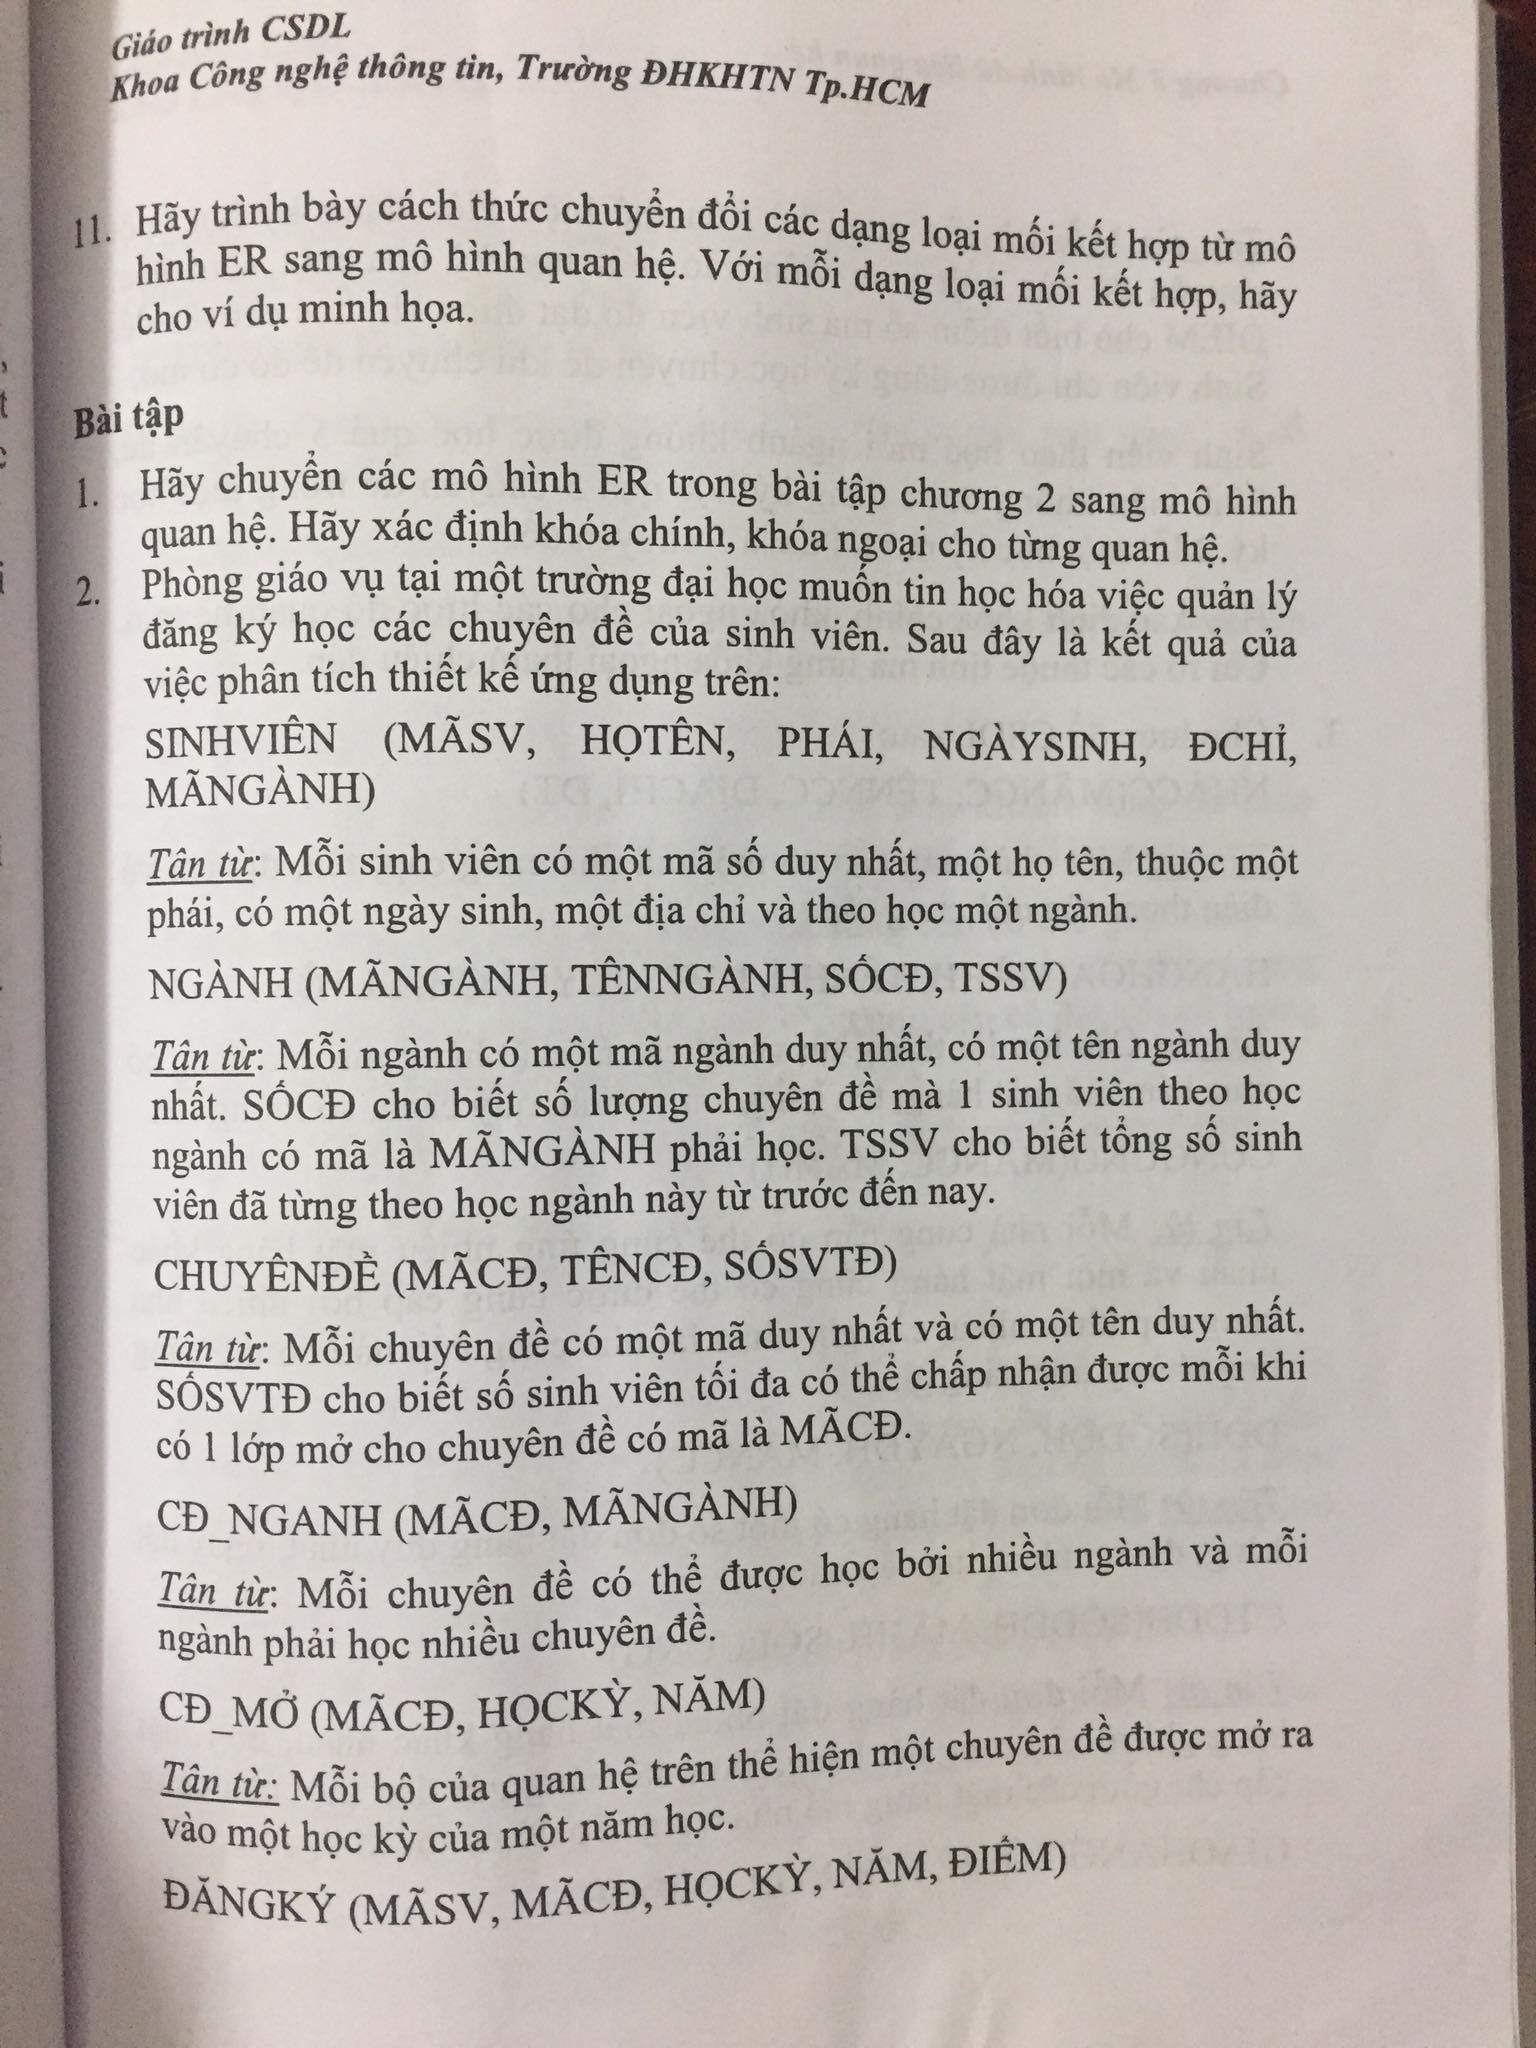 Giáo trình CSDL
Khoa Công nghệ thông tin, Trường ĐHKHTN Tp.HCM
11. Hãy trình bày cách thức chuyển đổi các dạng loại mối kết hợp từ mô
hình ER sang mô hình quan hệ. Với mỗi dạng loại mối kết hợp, hãy
cho ví dụ minh họa.
Bài tập
1. Hãy chuyển các mô hình ER trong bài tập chương 2 sang mô hình
quan hệ. Hãy xác định khóa chính, khóa ngoại cho từng quan hệ.
2. Phòng giáo vụ tại một trường đại học muốn tin học hóa việc quản lý
đăng ký học các chuyên đề của sinh viên. Sau đây là kết quả của
việc phân tích thiết kế ứng dụng trên:
SINHVIÊN (MÃSV, HỌTÊN, PHÁI, NGÀYSINH, ĐCHỈ,
MÃNGÀNH)
Tân từ: Mỗi sinh viên có một mã số duy nhất, một họ tên, thuộc một
phái, có một ngày sinh, một địa chỉ và theo học một ngành.
NGÀNH (MÃNGÀNH, TÊNNGÀNH, SỐCĐ, TSSV)
Tân từ: Mỗi ngành có một mã ngành duy nhất, có một tên ngành duy
nhất. SỐCĐ cho biết số lượng chuyên đề mà 1 sinh viên theo học
ngành có mã là MÃNGÀNH phải học. TSSV cho biết tổng số sinh
viên đã từng theo học ngành này từ trước đến nay.
CHUYÊNĐỀ (MÃCĐ, TÊNCĐ, SỐSVTĐ)
Tân từ: Mỗi chuyên đề có một mã duy nhất và có một tên duy nhất.
SỐSVTĐ cho biết số sinh viên tối đa có thể chấp nhận được mỗi khi
có 1 lớp mở cho chuyên đề có mã là MÃCĐ.
CĐ_NGANH (MÃCĐ, MÃNGÀNH)
Tân từ: Mỗi chuyên đề có thể được học bởi nhiều ngành và mỗi
ngành phải học nhiều chuyên đề.
CĐ_MỞ (MÃCĐ, HỌCKỲ, NĂM)
Tân từ: Mỗi bộ của quan hệ trên thể hiện một chuyên đề được mở ra
vào một học kỳ của một năm học.
ĐĂNGKÝ (MÃSV, MÃCĐ, HỌCKỲ, NĂM, ĐIỂM)